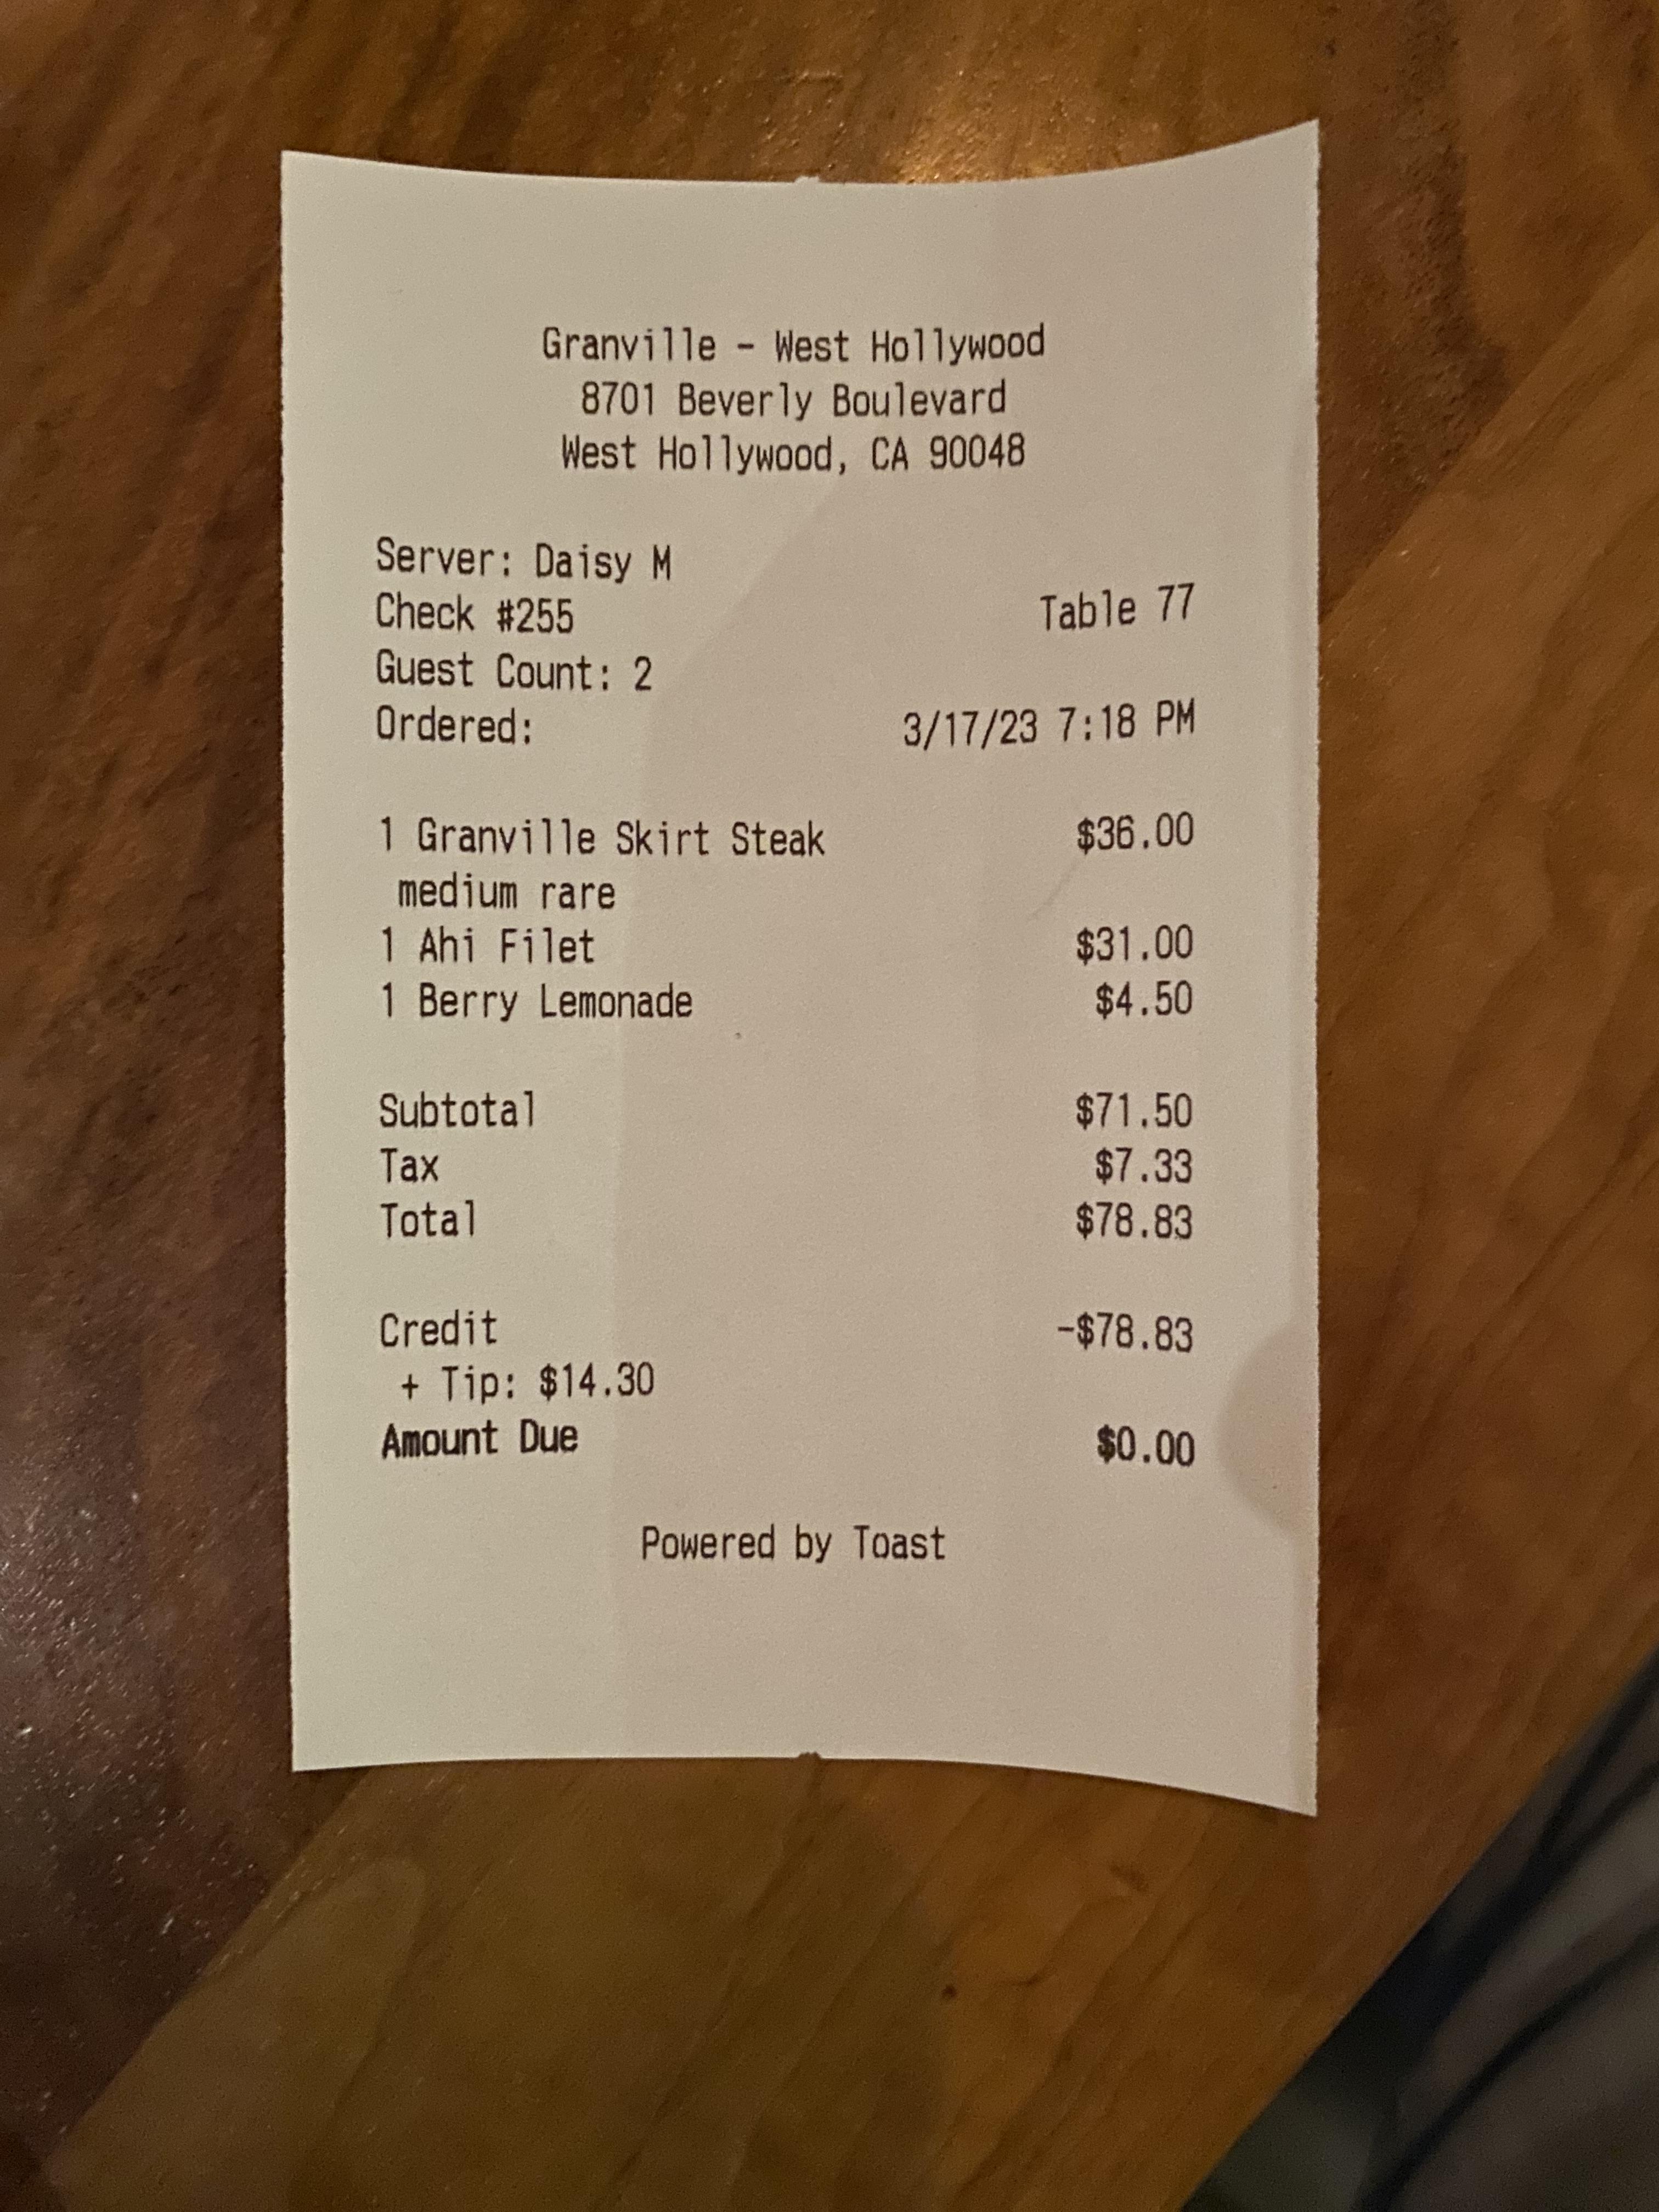 Granville - West Hollywood
8701 Beverly Boulevard
West Hollywood, CA 90048
Server: Daisy M
Check #255 Table 77
Guest Count: 2
Ordered: 3/17/23 7:18 PM
1 Granville Skirt Steak $36.00
medium rare
1 Ahi Filet $31.00
1 Berry Lemonade $4.50
Subtotal $71.50
Tax $7.33
Total $78.83
Credit -$78.83
+ Tip: $14.30
Amount Due $0.00
Powered by Toast